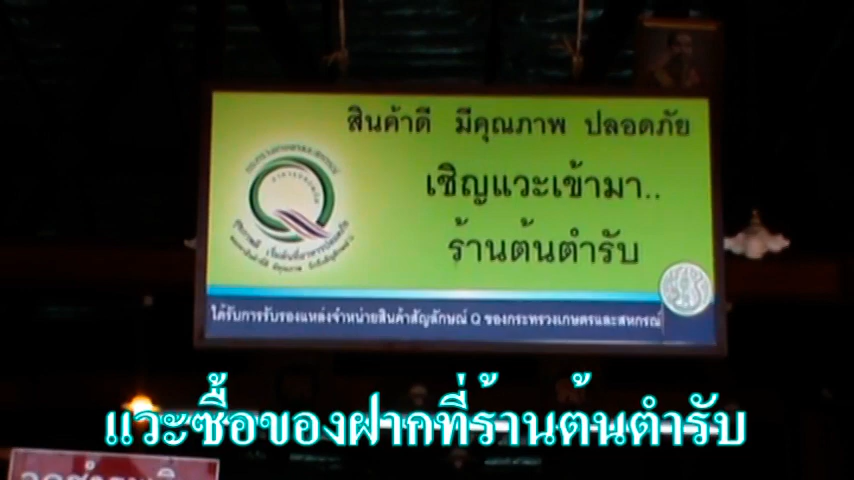 สินค้าดี มีคุณภาพ ปลอดภัย
เชิญแวะเข้ามา..
ร้านต้นตำรับ
Q
ได้รับการรับรองแหล่งจำหน่ายสินค้าสัญลักษณ์ Q ของกระทรวงเกษตรและสหกรณ์
แวะซื้อของฝากที่ร้านต้นตำรับ